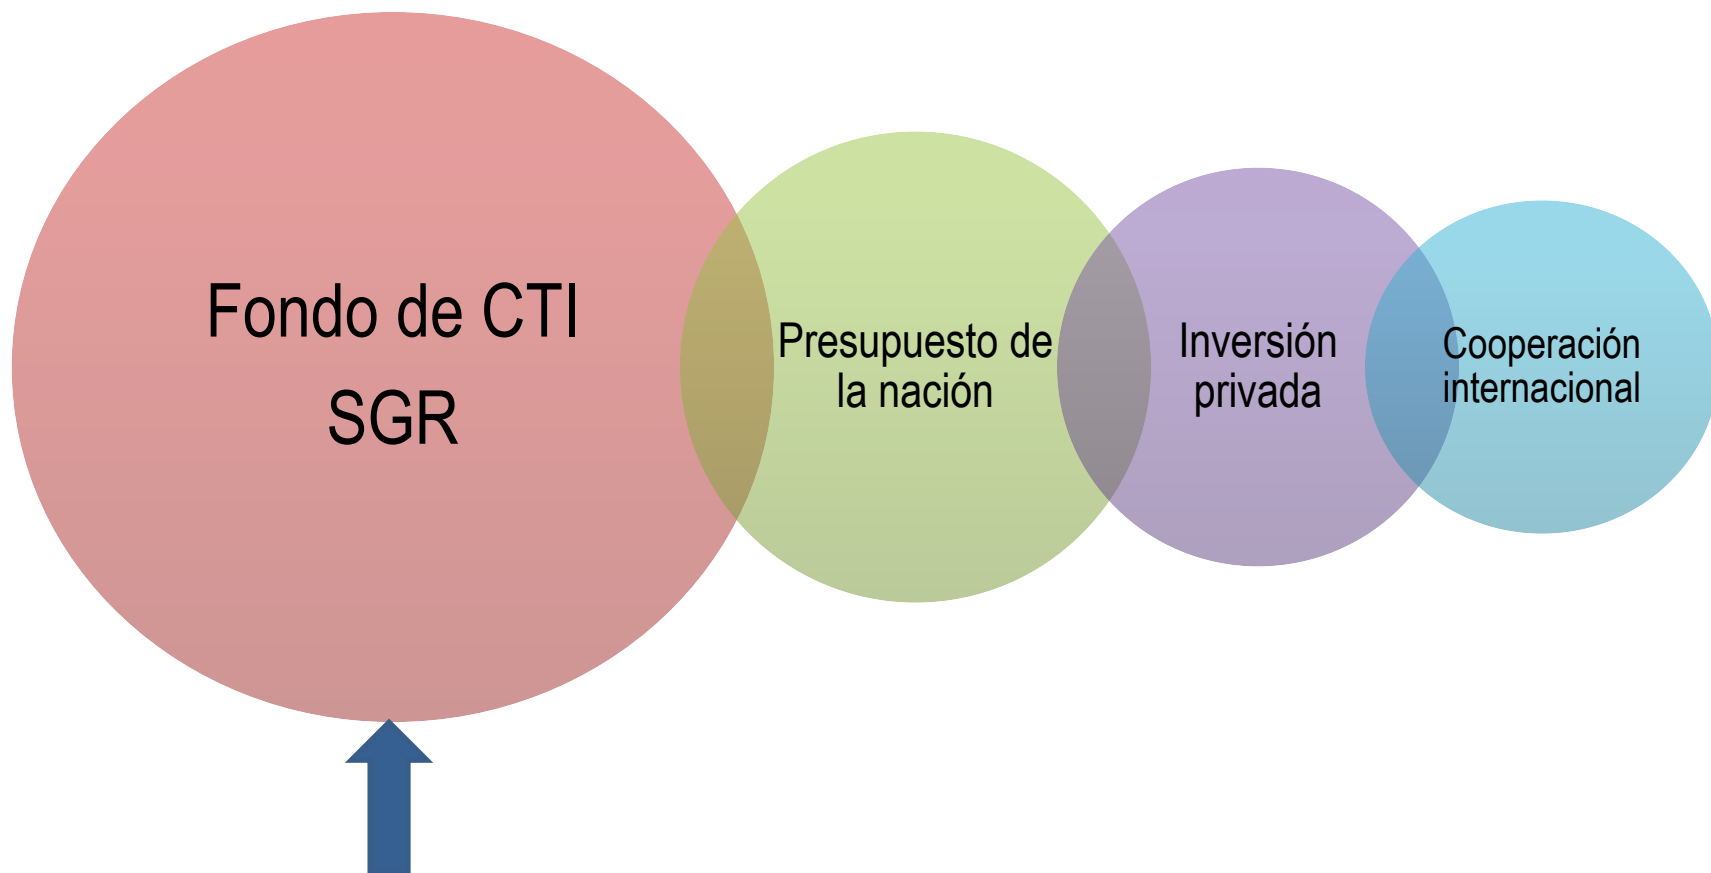 Fondo de CTI
SGR
Presupuesto de
la nación
Inversión
privada
Cooperación
internacional